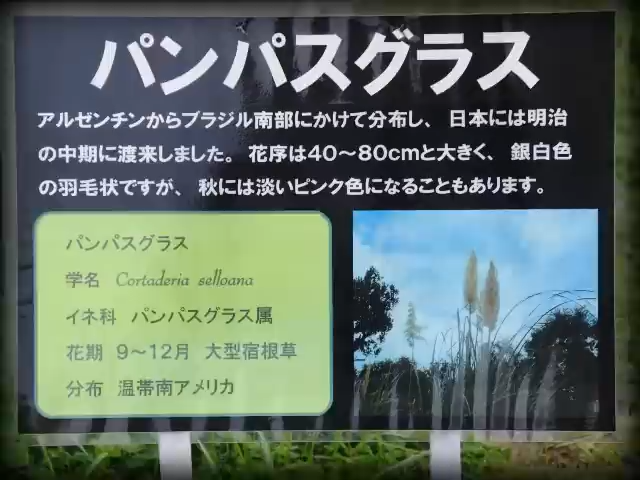 パンパスグラス
アルゼンチンからブラジル南部にかけて分布し、日本には明治
の中期に渡来しました。花序は40～80cmと大きく、銀白色
の羽毛状ですが、秋には淡いピンク色になることもあります。
パンパスグラス
学名 Cortaderia selloana
イネ科 パンパスグラス属
花期 9～12月 大型宿根草
分布 温帯南アメリカ